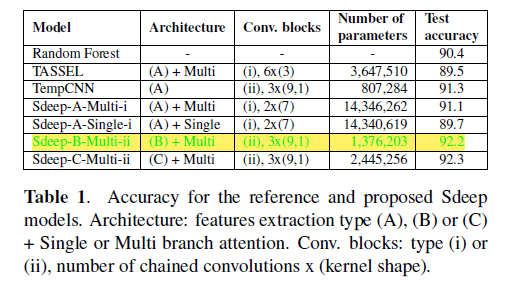 Model Architecture Conv. blocks Number of parameters Test accuracy
Random Forest - - - 90.4
TASSEL (A) + Multi (i), 6x(3) 3,647,510 89.5
TempCNN (A) (ii), 3x(9,1) 807,284 91.3
Sdeep-A-Multi-i (A) + Multi (i), 2x(7) 14,346,262 91.1
Sdeep-A-Single-i (A) + Single (i), 2x(7) 14,340,619 89.7
Sdeep-B-Multi-ii (B) + Multi (ii), 3x(9,1) 1,376,203 92.2
Sdeep-C-Multi-ii (C) + Multi (ii), 3x(9,1) 2,445,256 92.3
Table 1. Accuracy for the reference and proposed Sdeep
models. Architecture: features extraction type (A), (B) or (C)
+ Single or Multi branch attention. Conv. blocks: type (i) or
(ii), number of chained convolutions x (kernel shape).